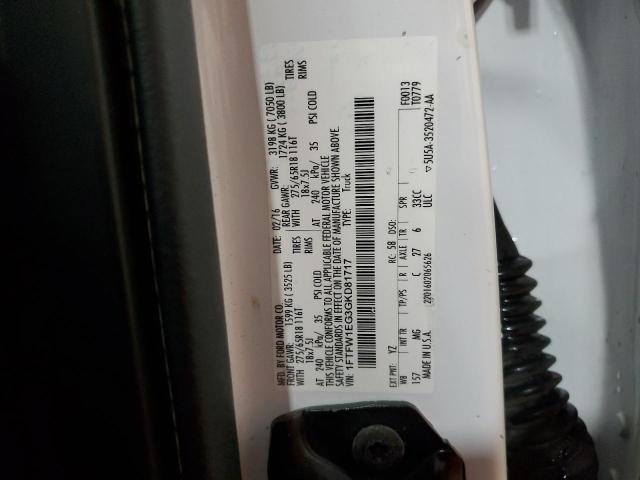 MFD. BY FORD MOTOR CO.
DATE: 02/16 GVWR: 3198 KG ( 7050 LB)
FRONT GAWR: 1599 KG ( 3525 LB) REAR GAWR: 1724 KG ( 3800 LB)
WITH 275/65R18 116T TIRES WITH 275/65R18 116T TIRES
18x7.5J RIMS 18x7.5J RIMS
AT 240 kPa/ 35 PSI COLD AT 240 kPa/ 35 PSI COLD
THIS VEHICLE CONFORMS TO ALL APPLICABLE FEDERAL MOTOR VEHICLE
SAFETY STANDARDS IN EFFECT ON THE DATE OF MANUFACTURE SHOWN ABOVE.
VIN: 1FTFW1EG3GKD81717 TYPE: Truck
EXT PNT: YZ RC: 58 DSO: F0013
WB INT TR TP/PS R AXLE TR SPR T0779
157 MG C 27 6 33CC
MADE IN U.S.A. 2201602065626 ULC
▽5U5A-3520472-AA